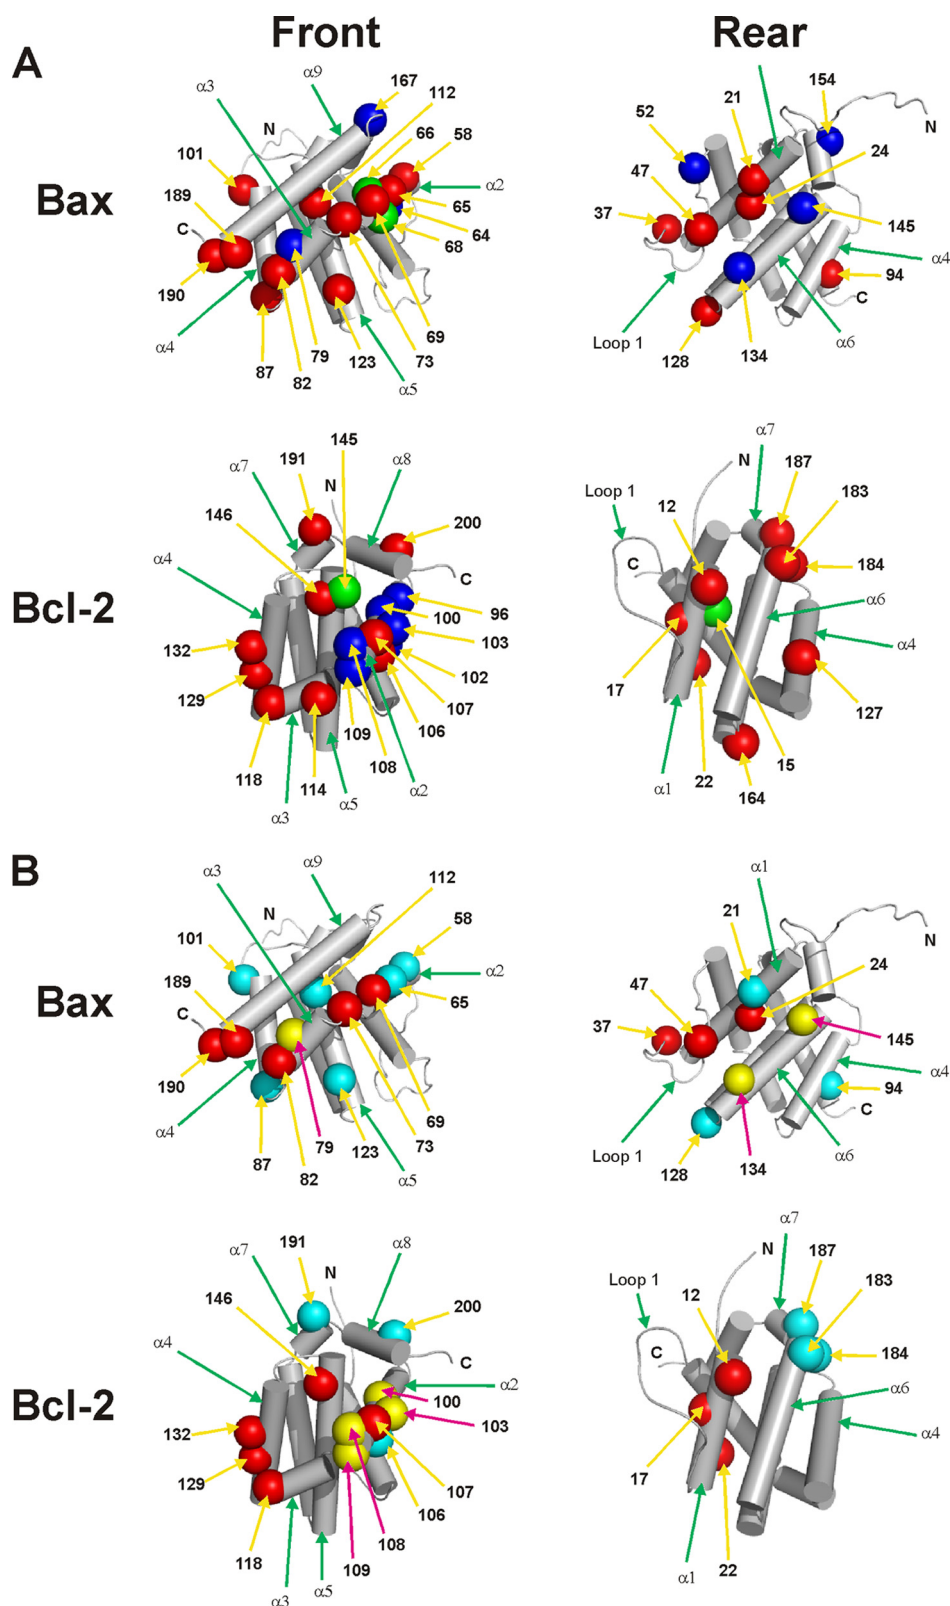 Front Rear
A
α3 α9 167 112 66 58
N
101
α2
Bax
189
65
C
64
68
190
α4
87 82 79 123 α5 73 69
52 21 154
N
47 24
37
145
α4
94
C
Loop 1
128 134 α6
145
α7 191 N α8
146 200
α4
C
Bcl-2
96
100
103
132
102
129
107
106
118 α3 114 α5 109 108 α2
α7
N 187
Loop 1 12 183
C
184
α6
α4
17
127
22 15
α1 164
B
α3 α9 112
N 58
101
α2
Bax
189 65
C
190
α4
87 82 79 123 α5 73 69
α1
21
N
47 24
37
145
α4
94
C
Loop 1
128 134 α6
191 α8
α7 N
146 200
α4 C
α2
Bcl-2
100
103
132
129
107
106
118 α3 α5 109 108
α7
N 187
Loop 1 12 183
C
184
α6
α4
17
22
α1